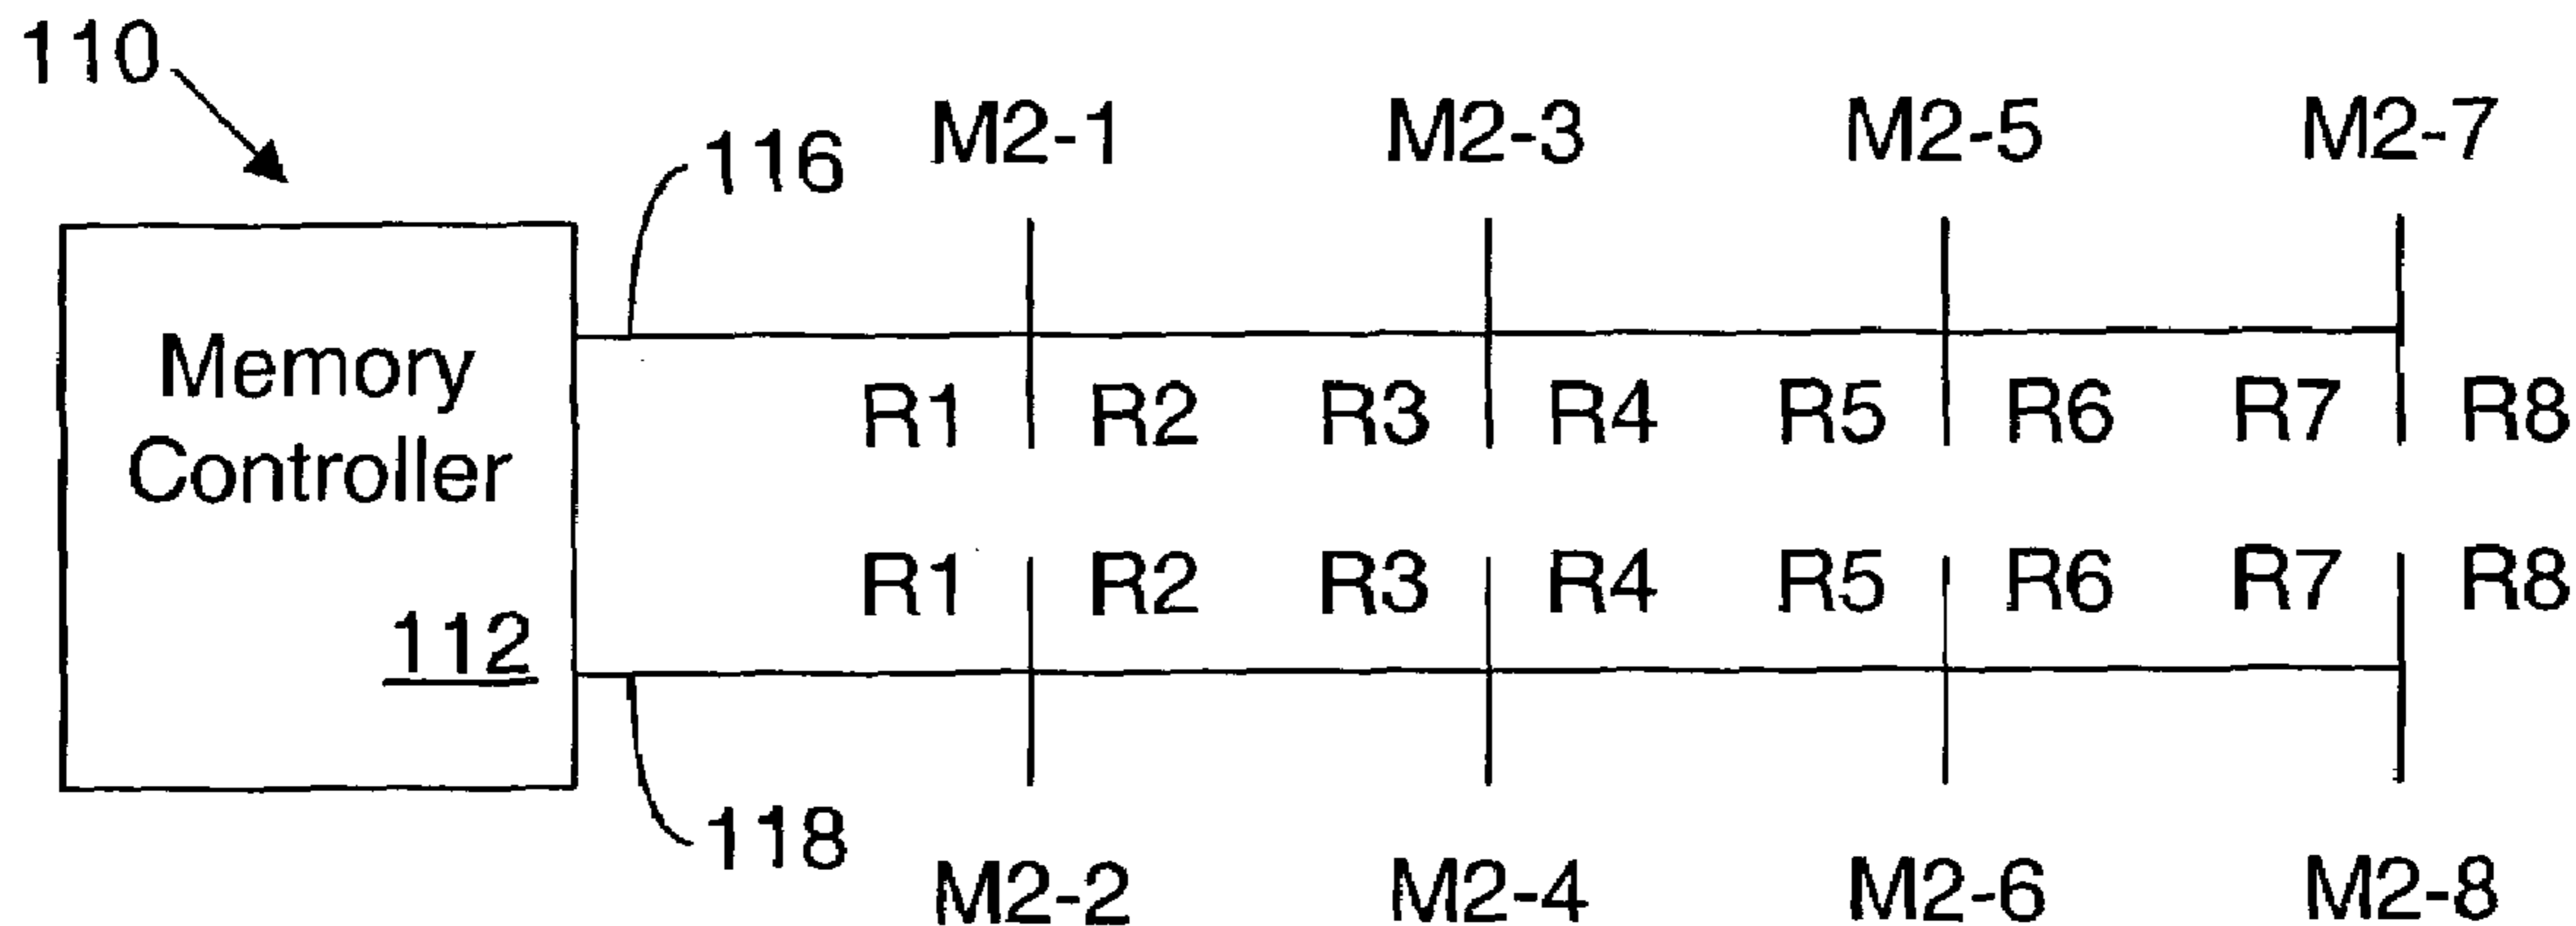 110
116
M2-1 M2-3 M2-5 M2-7
Memory
Controller
112
R1 R2 R3 R4 R5 R6 R7 R8
R1 R2 R3 R4 R5 R6 R7 R8
118
M2-2 M2-4 M2-6 M2-8